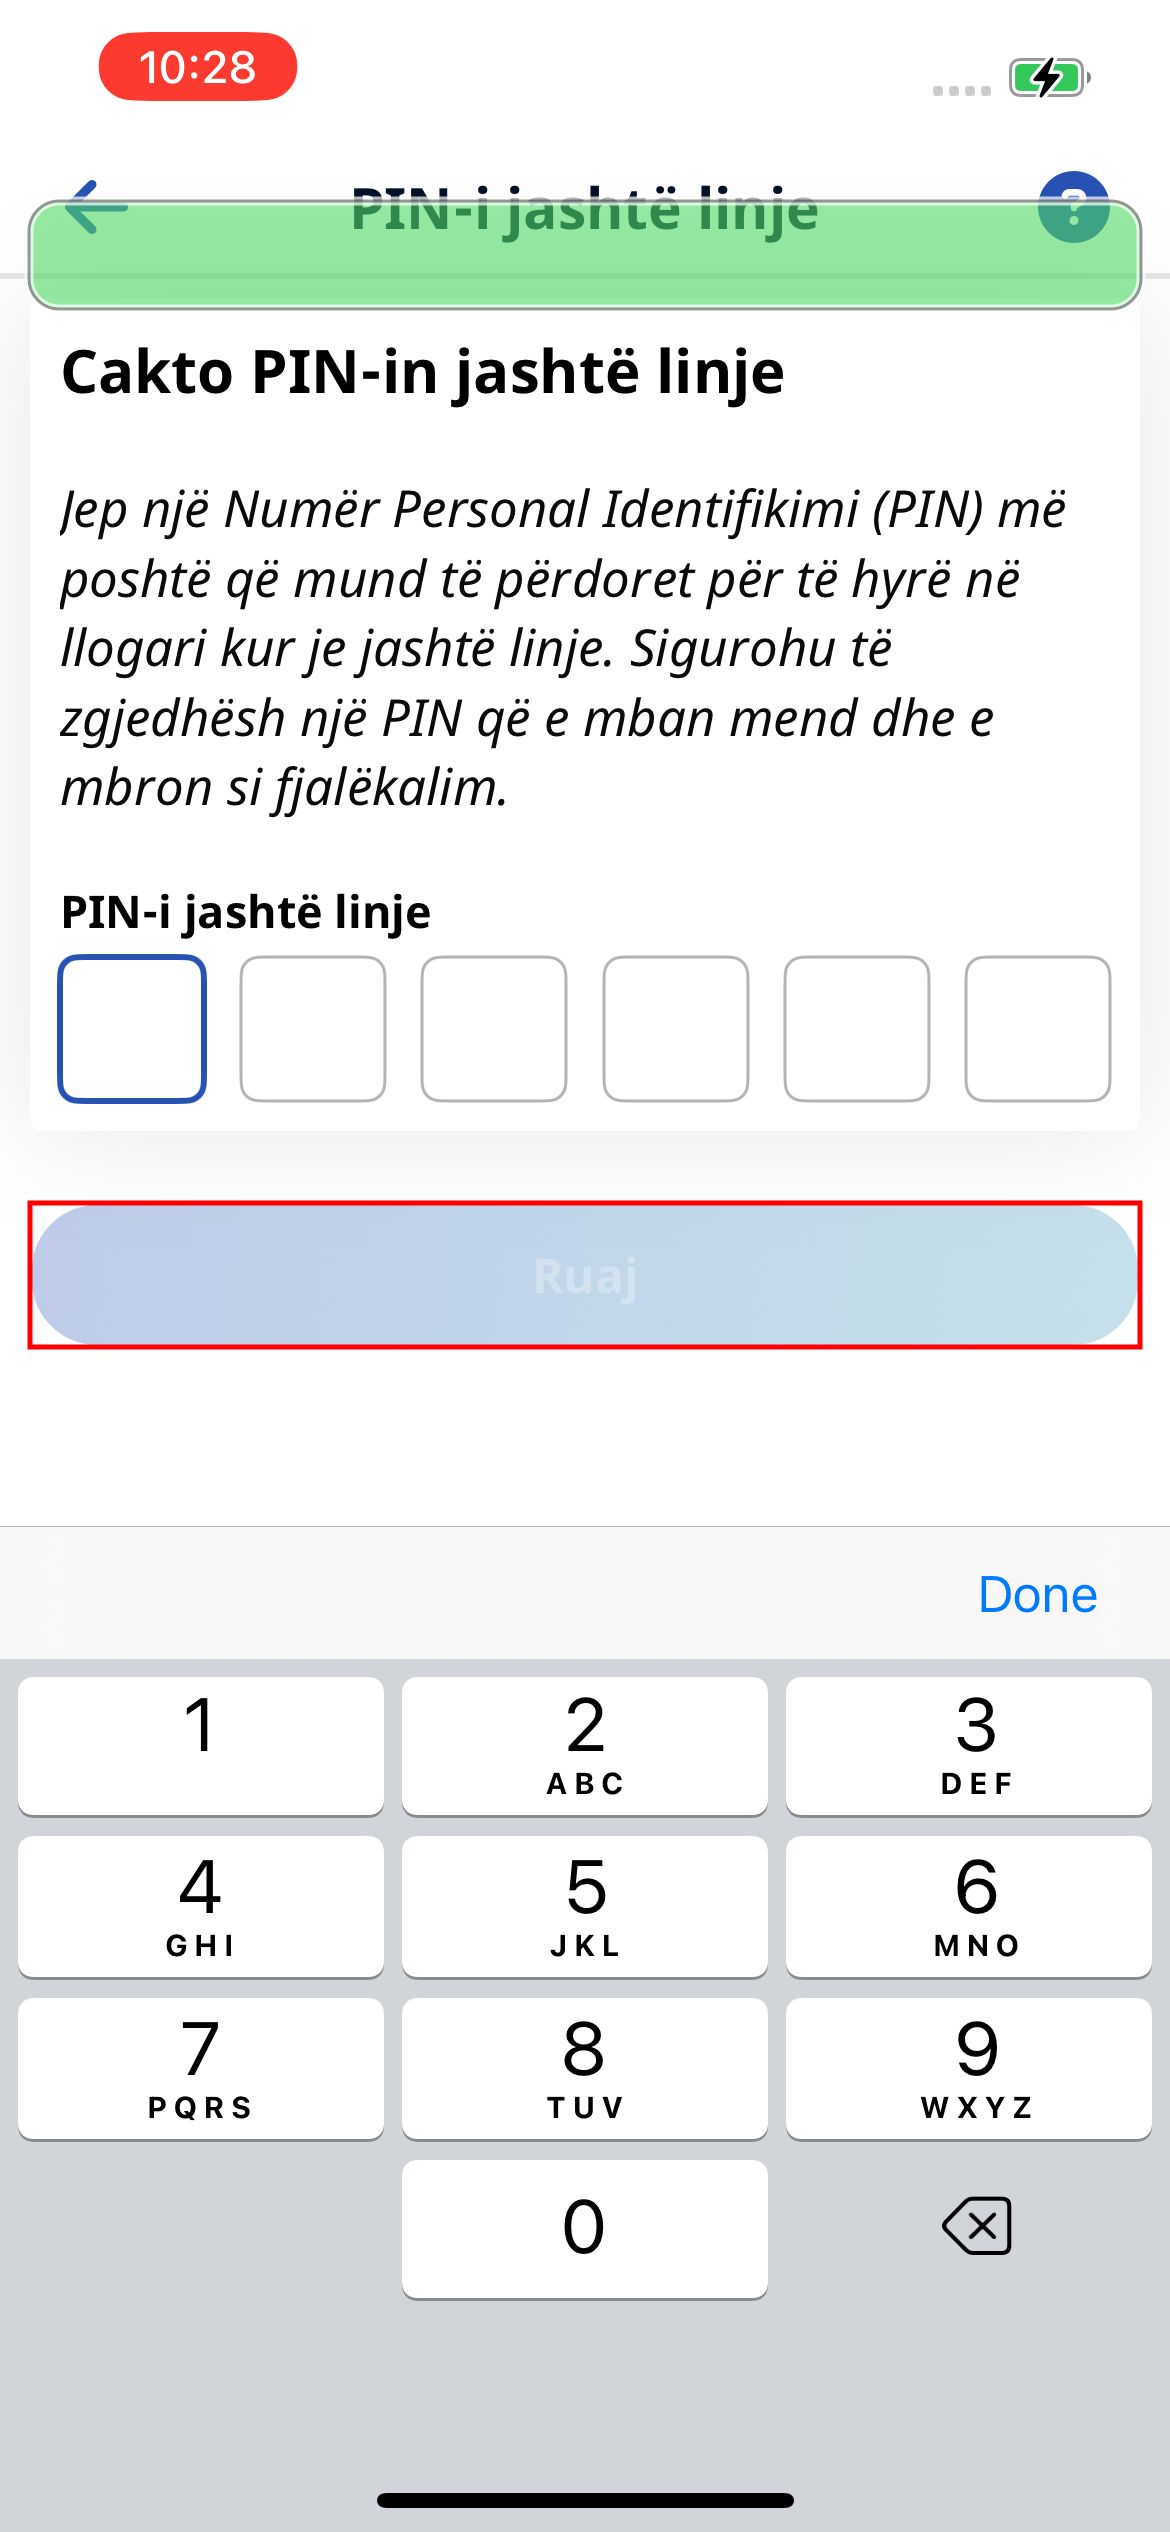 10:28
PIN-i jashtë linje
?
Cakto PIN-in jashtë linje
Jep një Numër Personal Identifikimi (PIN) më
poshtë që mund të përdoret për të hyrë në
llogari kur je jashtë linje. Sigurohu të
zgjedhësh një PIN që e mban mend dhe e
mbron si fjalëkalim.
PIN-i jashtë linje
Ruaj
Done
1
2
ABC
3
DEF
4
GHI
5
JKL
6
MNO
7
PQRS
8
TUV
9
WXYZ
0